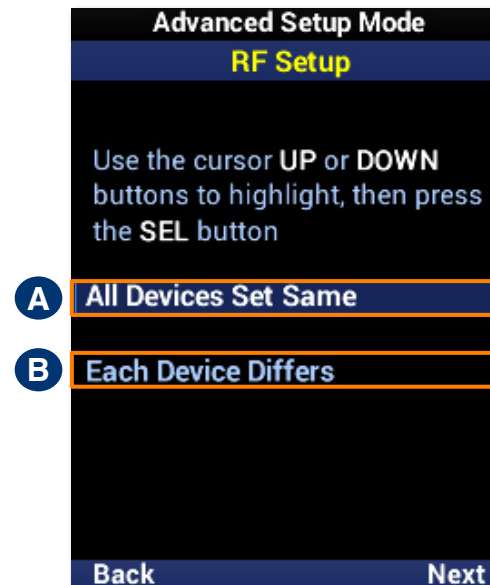 Advanced Setup Mode
RF Setup
Use the cursor UP or DOWN
buttons to highlight, then press
the SEL button
A All Devices Set Same
B Each Device Differs
Back Next